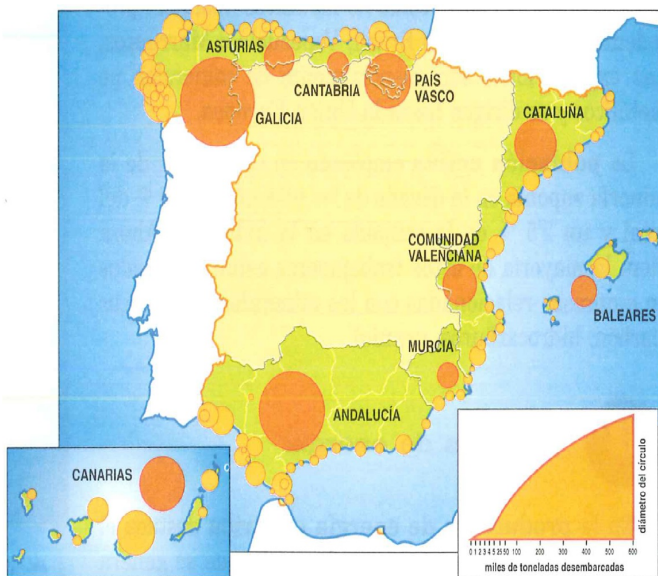 ASTURIAS
CANTABRIA
PAÍS
VASCO
GALICIA
CATALUÑA
COMUNIDAD
VALENCIANA
BALEARES
MURCIA
ANDALUCÍA
CANARIAS
diámetro del círculo
0 1 2 3 4 5 25 50 100 200 300 400 500 600
miles de toneladas desembarcadas